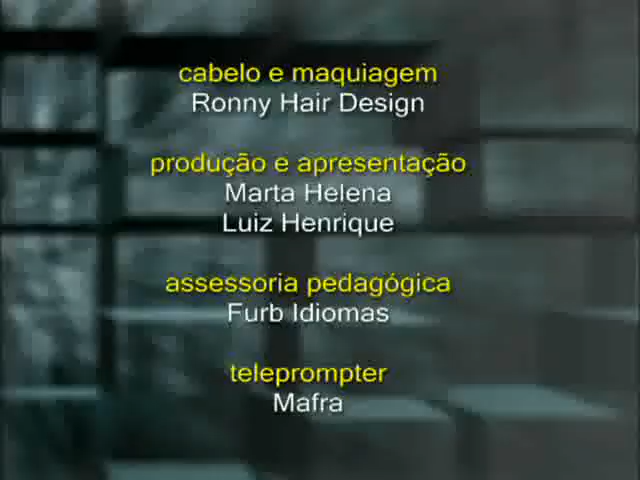 cabelo e maquiagem
Ronny Hair Design
produção e apresentação
Marta Helena
Luiz Henrique
assessoria pedagógica
Furb Idiomas
teleprompter
Mafra